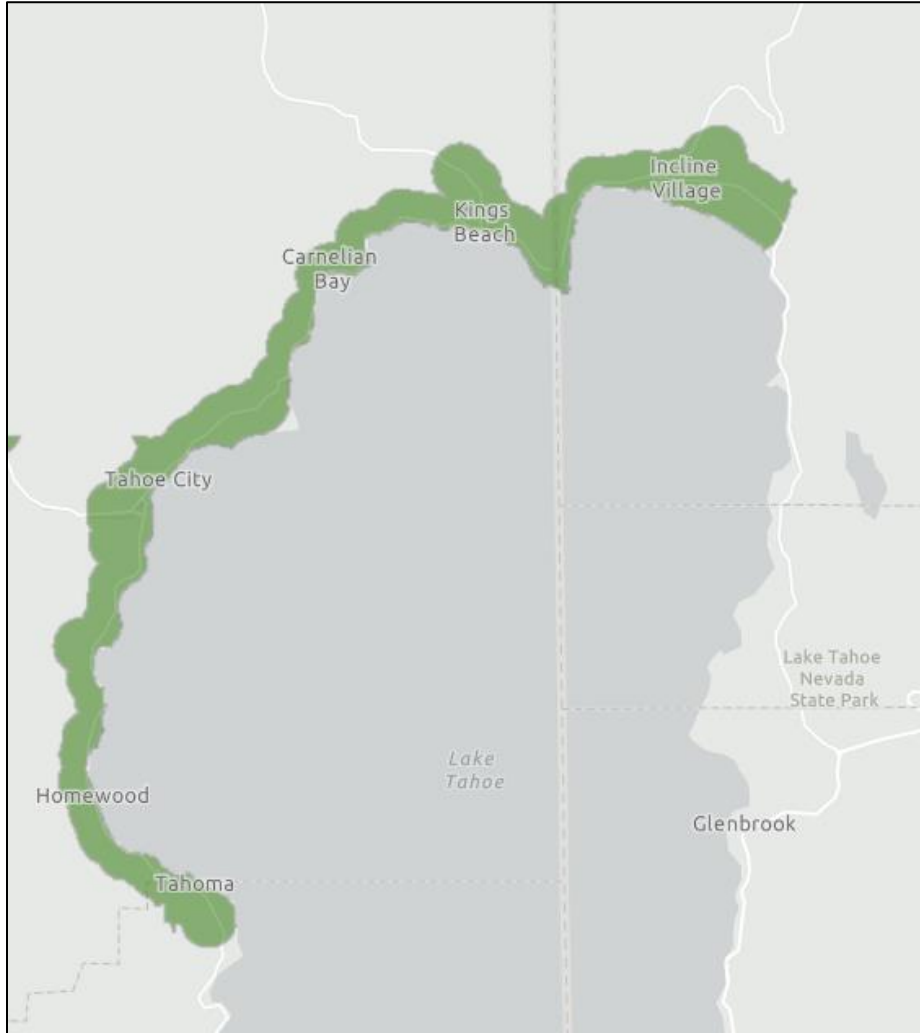 Incline
Village
Kings
Beach
Carnelian
Bay
Tahoe City
Lake Tahoe
Nevada
State Park
Lake
Tahoe
Homewood
Glenbrook
Tahoma